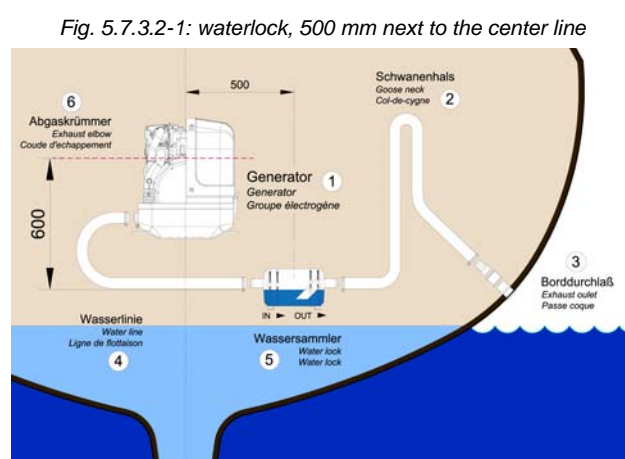 Fig. 5.7.3.2-1: waterlock, 500 mm next to the center line
500
Schwanenhals
Goose neck
Col-de-cygne
2
6
Abgaskrümmer
Exhaust elbow
Coude d'echappement
Generator
Generator
Groupe électrogéne
1
600
3
Borddurchlaß
Exhaust oulet
Passe coque
IN
OUT
Wasserlinie
Water line
Ligne de flottaison
4
Wassersammler
Water lock
Water lock
5